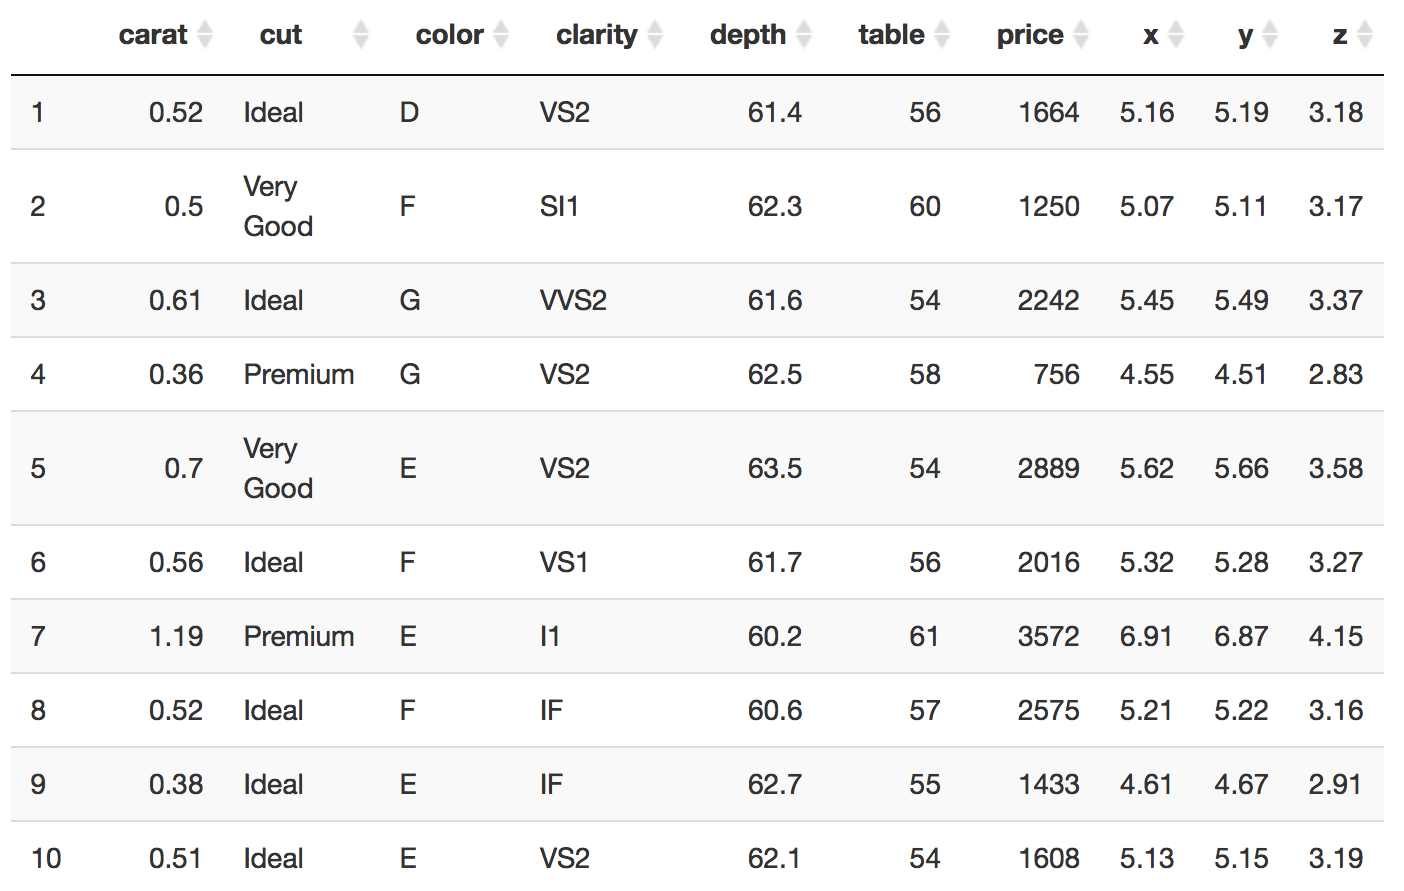 carat cut color clarity depth table price x y z
1 0.52 Ideal D VS2 61.4 56 1664 5.16 5.19 3.18
2 0.5 Very Good F SI1 62.3 60 1250 5.07 5.11 3.17
3 0.61 Ideal G VVS2 61.6 54 2242 5.45 5.49 3.37
4 0.36 Premium G VS2 62.5 58 756 4.55 4.51 2.83
5 0.7 Very Good E VS2 63.5 54 2889 5.62 5.66 3.58
6 0.56 Ideal F VS1 61.7 56 2016 5.32 5.28 3.27
7 1.19 Premium E I1 60.2 61 3572 6.91 6.87 4.15
8 0.52 Ideal F IF 60.6 57 2575 5.21 5.22 3.16
9 0.38 Ideal E IF 62.7 55 1433 4.61 4.67 2.91
10 0.51 Ideal E VS2 62.1 54 1608 5.13 5.15 3.19